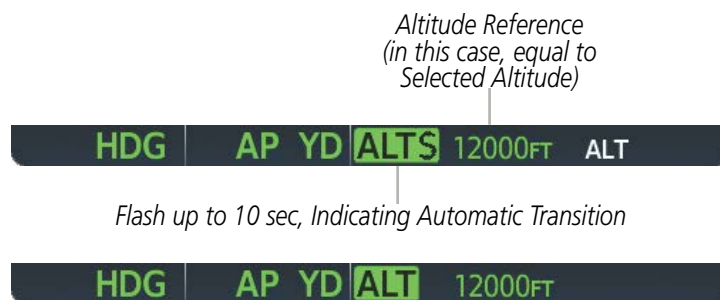 Altitude Reference
(in this case, equal to
Selected Altitude)
HDG AP YD ALTS 12000FT ALT
Flash up to 10 sec, Indicating Automatic Transition
HDG AP YD ALT 12000FT